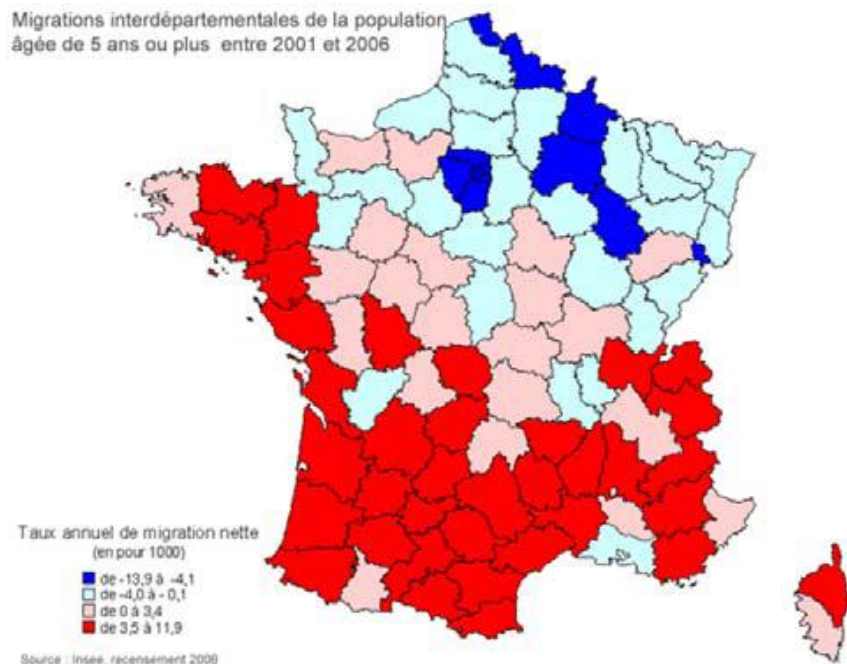 Migrations interdépartementales de la population
âgée de 5 ans ou plus entre 2001 et 2006
Taux annuel de migration nette
(en pour 1000)
de -13,9 à -4,1
de -4,0 à - 0,1
de 0 à 3,4
de 3,5 à 11,9
Source : Insee, recensement 2006